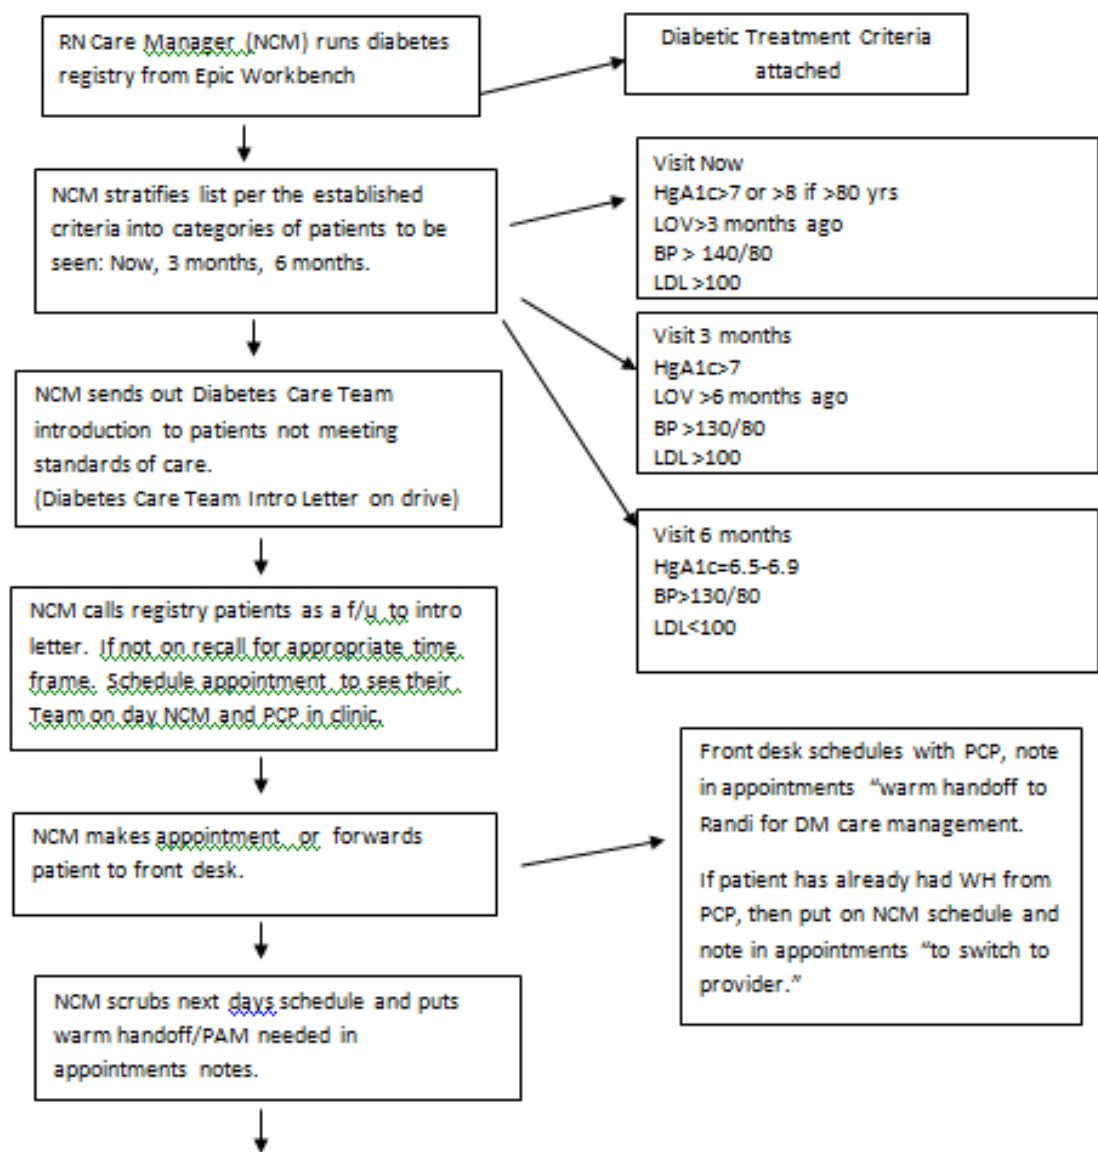 RN Care Manager (NCM) runs diabetes
registry from Epic Workbench
Diabetic Treatment Criteria
attached
NCM stratifies list per the established
criteria into categories of patients to be
seen: Now, 3 months, 6 months.
Visit Now
HgA1c>7 or >8 if >80 yrs
LOV>3 months ago
BP > 140/80
LDL >100
Visit 3 months
HgA1c>7
LOV >6 months ago
BP >130/80
LDL >100
NCM sends out Diabetes Care Team
introduction to patients not meeting
standards of care.
(Diabetes Care Team Intro Letter on drive)
Visit 6 months
HgA1c=6.5-6.9
BP>130/80
LDL<100
NCM calls registry patients as a f/u to intro
letter. If not on recall for appropriate time
frame. Schedule appointment to see their
Team on day NCM and PCP in clinic.
NCM makes appointment or forwards
patient to front desk.
Front desk schedules with PCP, note
in appointments “warm handoff to
Randi for DM care management.
If patient has already had WH from
PCP, then put on NCM schedule and
note in appointments “to switch to
provider.”
NCM scrubs next days schedule and puts
warm handoff/PAM needed in
appointments notes.